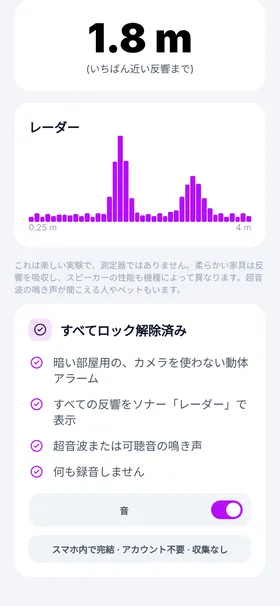 1.8 m
(いちばん近い反響まで)
レーダー
0.25 m
4 m
これは楽しい実験で、測定器ではありません。柔らかい家具は反
響を吸収し、スピーカーの性能も機種によって異なります。超音
波の鳴き声が聞こえる人やペットもいます。
すべてロック解除済み
暗い部屋用の、カメラを使わない動体
アラーム
すべての反響をソナー「レーダー」で
表示
超音波または可聴音の鳴き声
何も録音しません
音
スマホ内で完結 · アカウント不要 · 収集なし